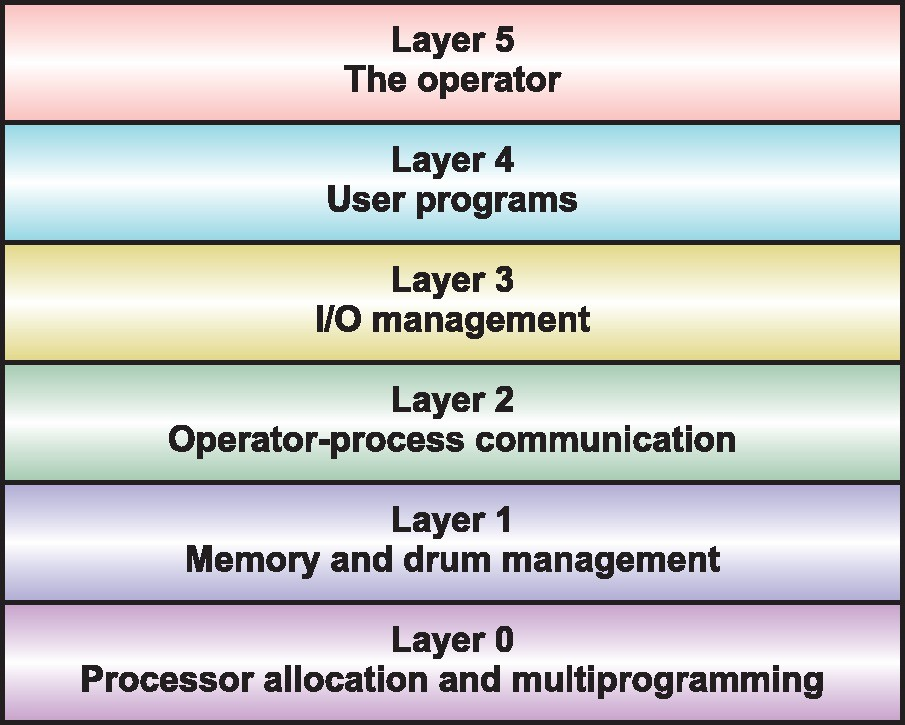 Layer 5
The operator
Layer 4
User programs
Layer 3
I/O management
Layer 2
Operator-process communication
Layer 1
Memory and drum management
Layer 0
Processor allocation and multiprogramming